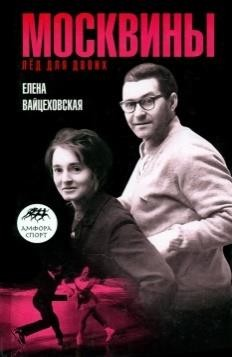 МОСКВИНЫ
ЛЁД ДЛЯ ДВОИХ
ЕЛЕНА
ВАЙЦЕХОВСКАЯ
АМФОРА
СПОРТ